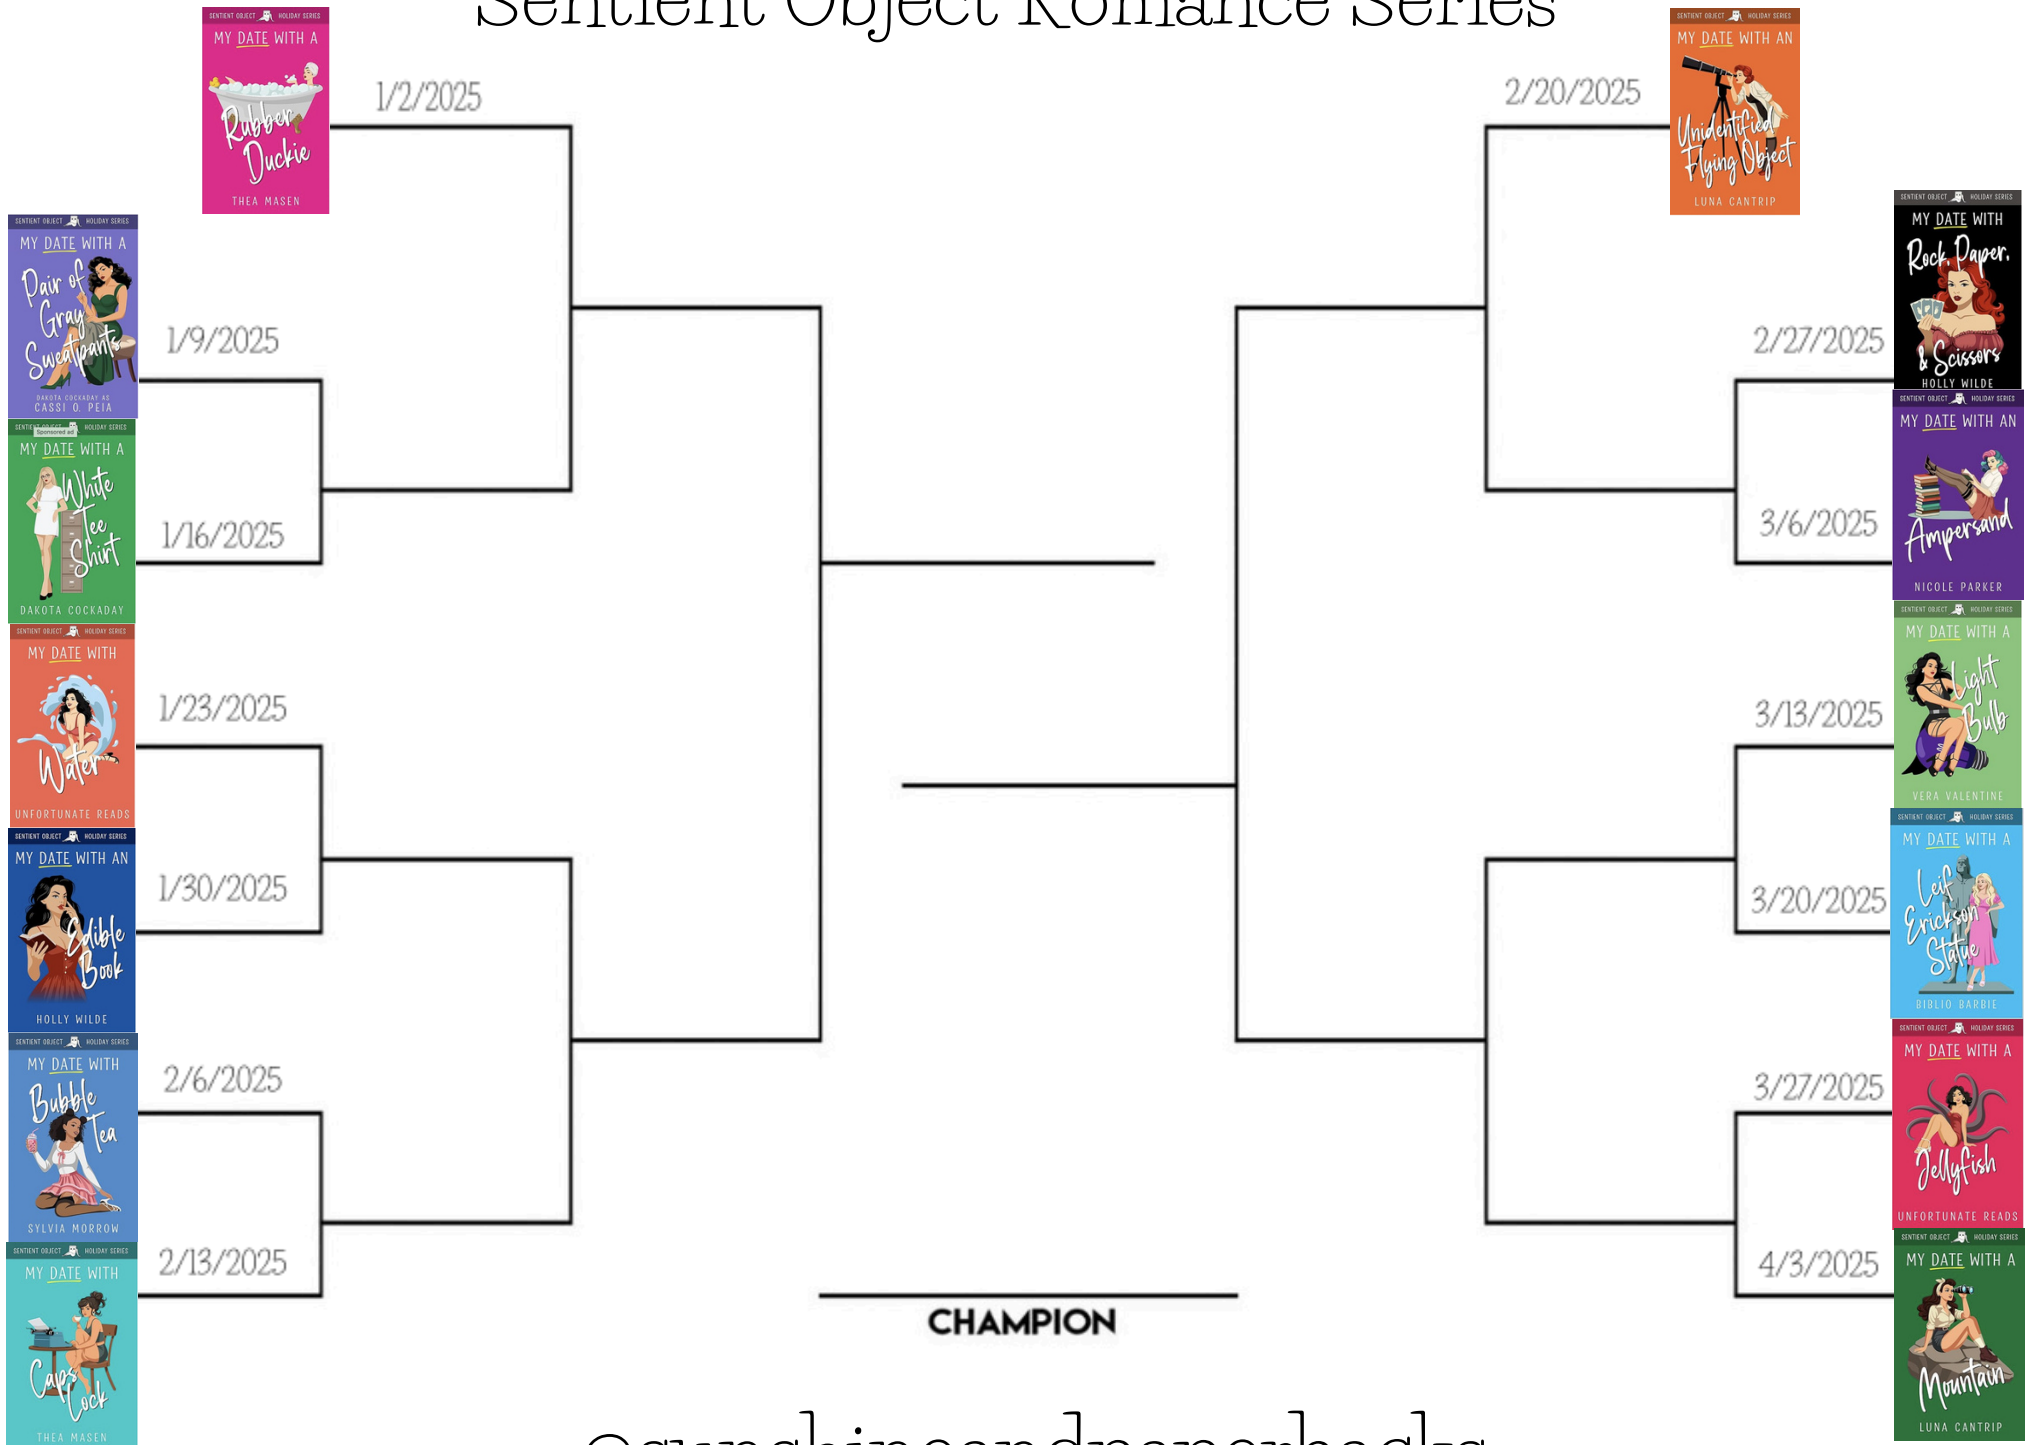 Sentient Object Romance Series
SENTIENT OBJECT HOLIDAY SERIES
MY DATE WITH A
Rubber
Duckie
THEA MASEN
1/2/2025
SENTIENT OBJECT HOLIDAY SERIES
MY DATE WITH A
Pair of
Gray
Sweatpants
DAKOTA COCKADAY AS
CASSI O. PEIA
1/9/2025
SENTIENT OBJECT HOLIDAY SERIES
Sponsored ad
MY DATE WITH A
White
Tee
Shirt
DAKOTA COCKADAY
1/16/2025
SENTIENT OBJECT HOLIDAY SERIES
MY DATE WITH
Water
UNFORTUNATE READS
1/23/2025
SENTIENT OBJECT HOLIDAY SERIES
MY DATE WITH AN
Edible
Book
HOLLY WILDE
1/30/2025
SENTIENT OBJECT HOLIDAY SERIES
MY DATE WITH
Bubble
Tea
SYLVIA MORROW
2/6/2025
SENTIENT OBJECT HOLIDAY SERIES
MY DATE WITH
Caps
Lock
THEA MASEN
2/13/2025
SENTIENT OBJECT HOLIDAY SERIES
MY DATE WITH AN
Unidentified
Flying Object
LUNA CANTRIP
2/20/2025
SENTIENT OBJECT HOLIDAY SERIES
MY DATE WITH
Rock, Paper,
& Scissors
HOLLY WILDE
2/27/2025
SENTIENT OBJECT HOLIDAY SERIES
MY DATE WITH AN
Ampersand
NICOLE PARKER
3/6/2025
SENTIENT OBJECT HOLIDAY SERIES
MY DATE WITH A
Light
Bulb
VERA VALENTINE
3/13/2025
SENTIENT OBJECT HOLIDAY SERIES
MY DATE WITH A
Leif
Erickson
Statue
BIBLIO BARBIE
3/20/2025
SENTIENT OBJECT HOLIDAY SERIES
MY DATE WITH A
Jellyfish
UNFORTUNATE READS
3/27/2025
SENTIENT OBJECT HOLIDAY SERIES
MY DATE WITH A
Mountain
LUNA CANTRIP
4/3/2025
CHAMPION
@sunshineandpaperbacks